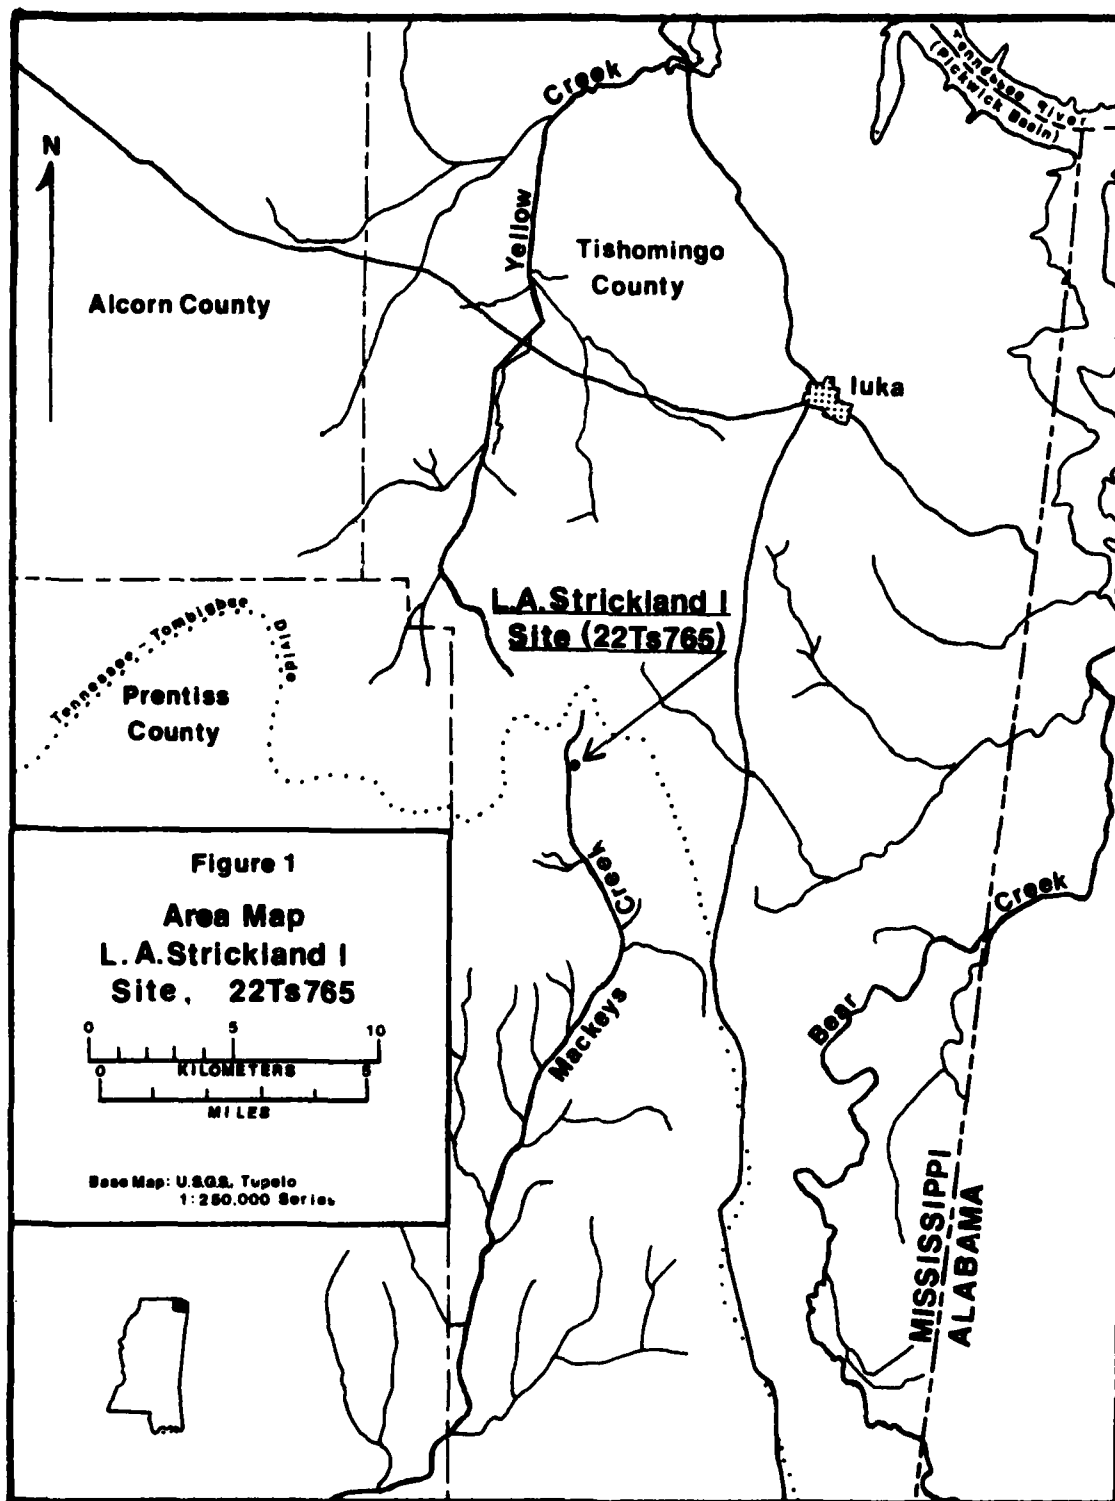 Tennessee River
(Pickwick Basin)
Creek
Yellow
N
Tishomingo
County
Alcorn County
Iuka
L.A.Strickland I
Site (22Ts765)
Tennessee - Tombigbee
Divide
Prentiss
County
Figure 1
Area Map
L. A.Strickland I
Site, 22Ts765
0 5 10
KILOMETERS
0 5
MILES
Base Map: U.S.G.S. Tupelo
1:250,000 Series
Creek
Mackeys
Creek
Bear
MISSISSIPPI
ALABAMA